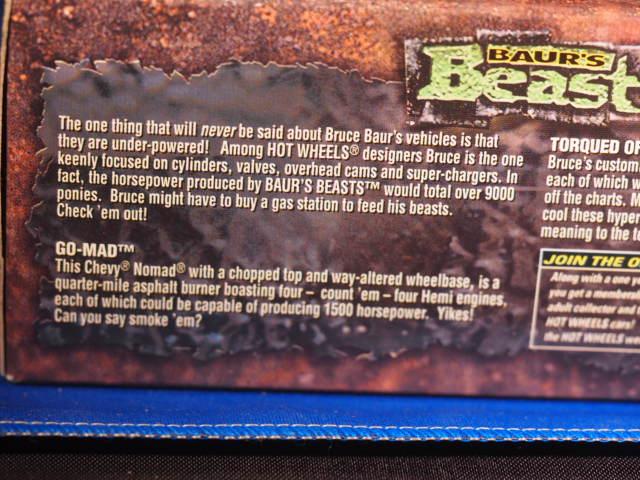 BAUR'S
Beast
The one thing that will never be said about Bruce Baur's vehicles is that
they are under-powered! Among HOT WHEELS® designers Bruce is the one
keenly focused on cylinders, valves, overhead cams and super-chargers. In
fact, the horsepower produced by BAUR'S BEASTS™ would total over 9000
ponies. Bruce might have to buy a gas station to feed his beasts.
Check 'em out!
GO-MAD™
This Chevy® Nomad® with a chopped top and way-altered wheelbase, is a
quarter-mile asphalt burner boasting four – count 'em – four Hemi engines,
each of which could be capable of producing 1500 horsepower. Yikes!
Can you say smoke 'em?
TORQUED
Bruce's custom
each of which
off the charts.
cool these hyper
meaning to the
JOIN THE
Along with a one
you get a
adult collector and
HOT WHEELS cars
the HOT WHEELS